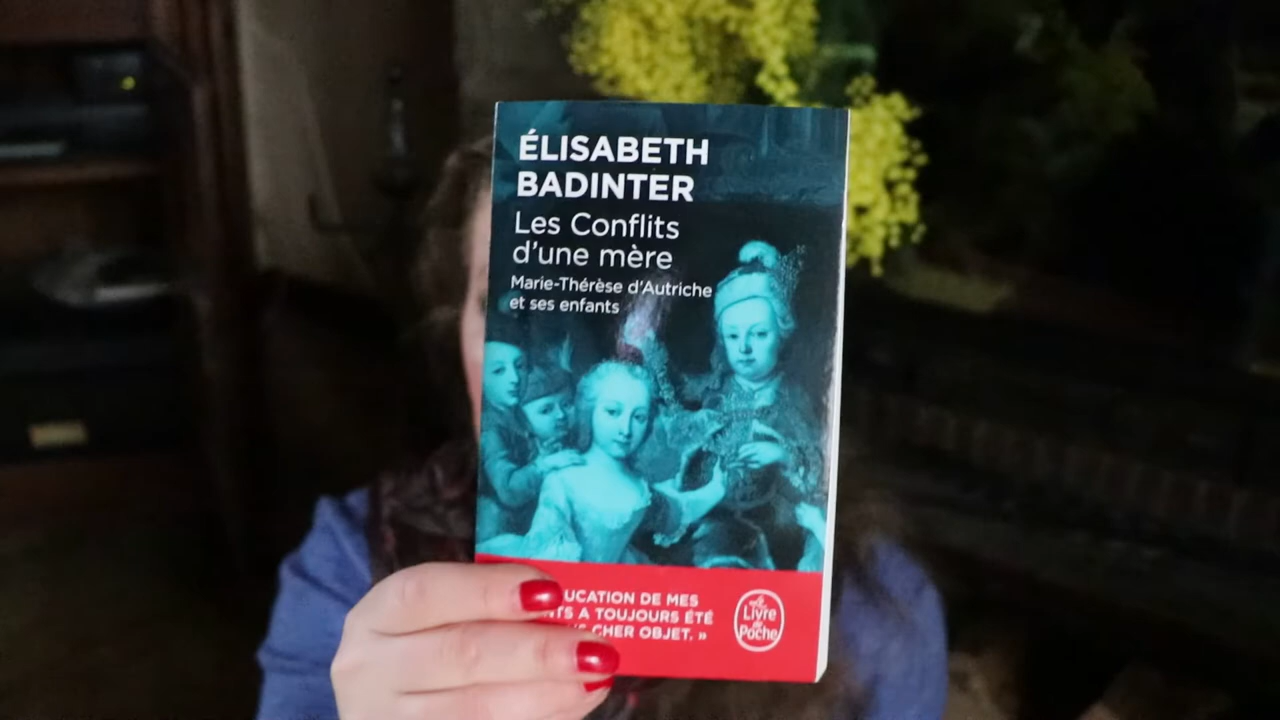 ÉLISABETH
BADINTER
Les Conflits
d'une mère
Marie-Thérèse d'Autriche
et ses enfants
UCATION DE MES
NTS A TOUJOURS ÉTÉ
CHER OBJET. »
Le
Livre
de
Poche